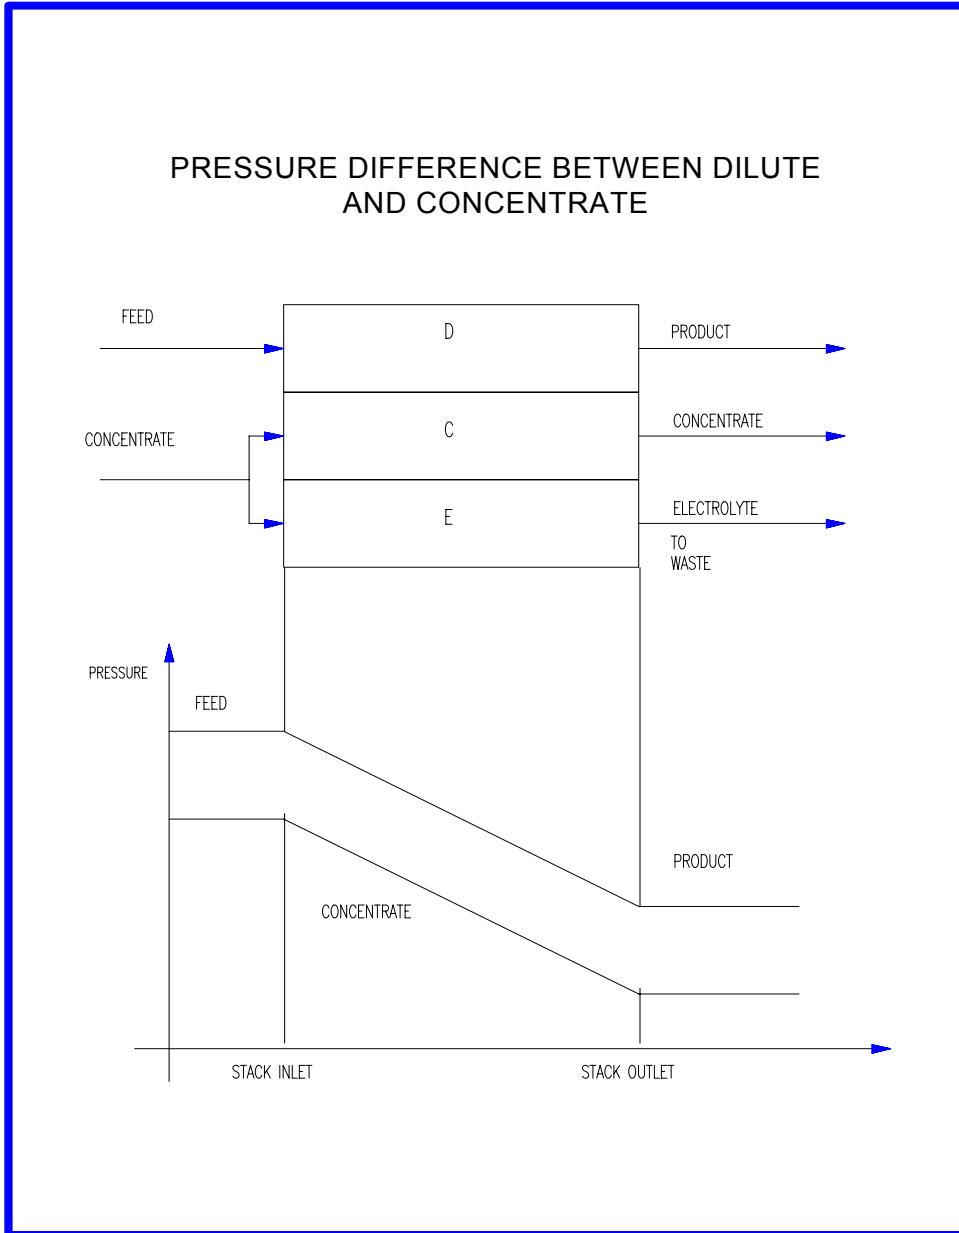 PRESSURE DIFFERENCE BETWEEN DILUTE
AND CONCENTRATE
FEED
D
PRODUCT
CONCENTRATE
C
CONCENTRATE
E
ELECTROLYTE
TO
WASTE
PRESSURE
FEED
PRODUCT
CONCENTRATE
STACK INLET
STACK OUTLET